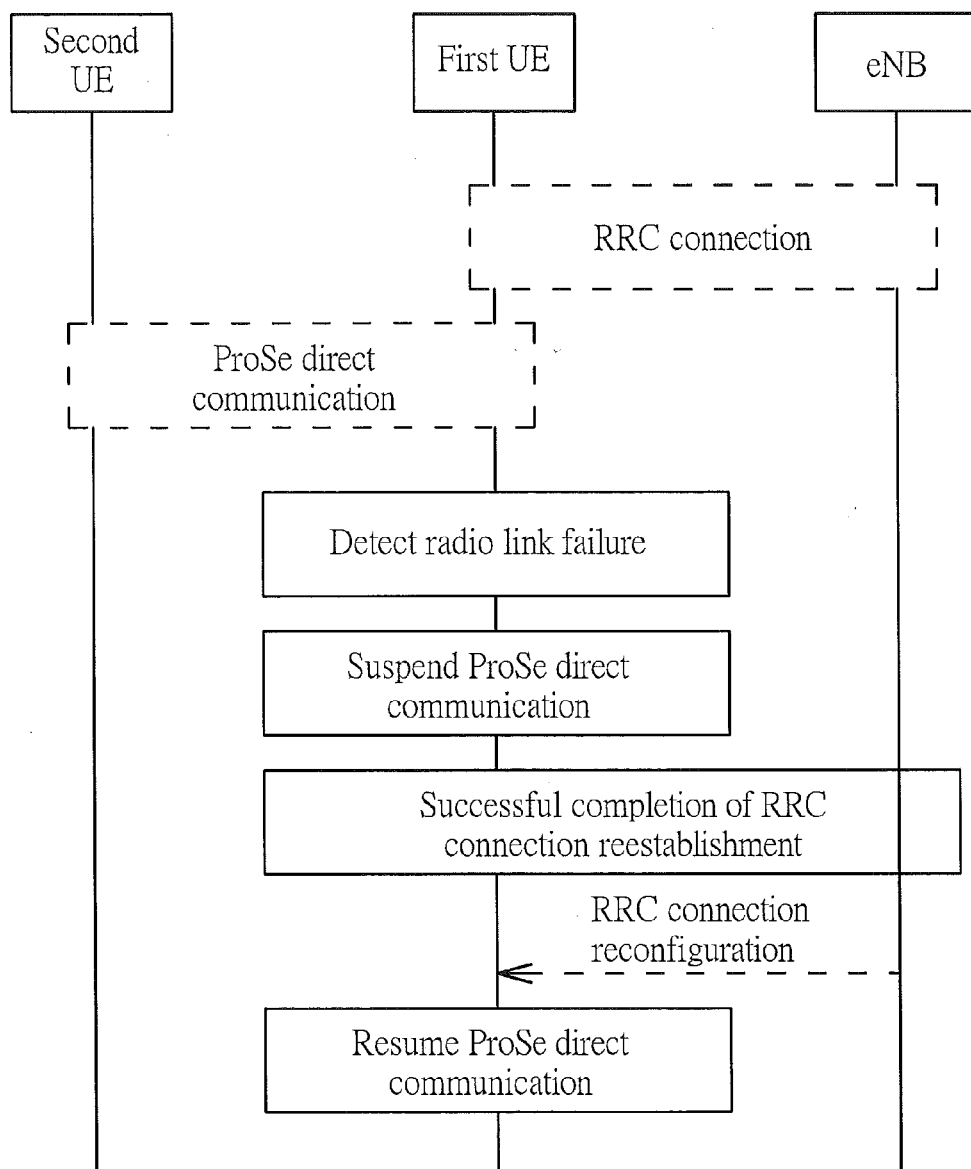 Second
UE
First UE
eNB
RRC connection
ProSe direct
communication
Detect radio link failure
Suspend ProSe direct
communication
Successful completion of RRC
connection reestablishment
RRC connection
reconfiguration
Resume ProSe direct
communication